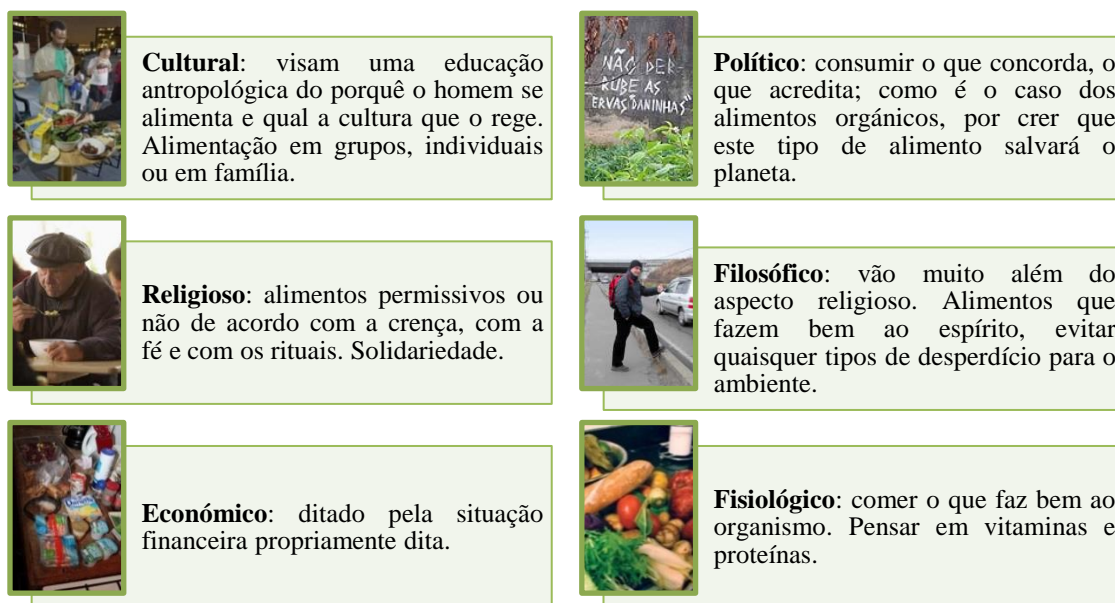 Cultural: visam uma educação
antropológica do porquê o homem se
alimenta e qual a cultura que o rege.
Alimentação em grupos, individuais
ou em família.
NÃO DER-
RUBE AS
ERVAS "DANINHAS"
Político: consumir o que concorda, o
que acredita; como é o caso dos
alimentos orgánicos, por crer que
este tipo de alimento salvará o
planeta.
Religioso: alimentos permissivos ou
não de acordo com a crença, com a
fé e com os rituais. Solidariedade.
Filosófico: vão muito além do
aspecto religioso. Alimentos que
fazem bem ao espírito, evitar
quaisquer tipos de desperdício para o
ambiente.
Económico: ditado pela situação
financeira propriamente dita.
Fisiológico: comer o que faz bem ao
organismo. Pensar em vitaminas e
proteínas.